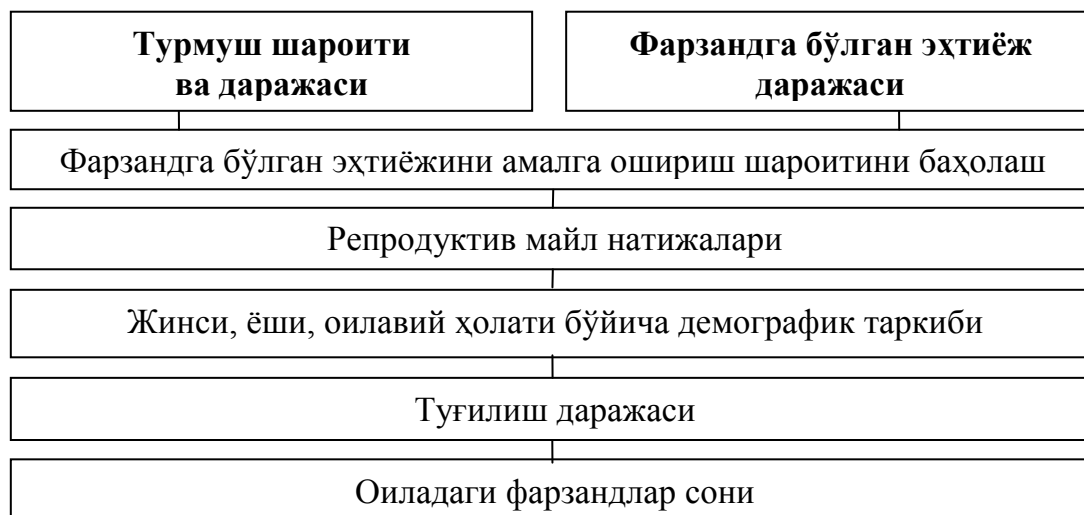 Турмуш шароити
ва даражаси
Фарзандга бўлган эҳтиёж
даражаси
Фарзандга бўлган эҳтиёжини амалга ошириш шароитини баҳолаш
Репродуктив майл натижалари
Жинси, ёши, оилавий ҳолати бўйича демографик таркиби
Туғилиш даражаси
Оиладаги фарзандлар сони